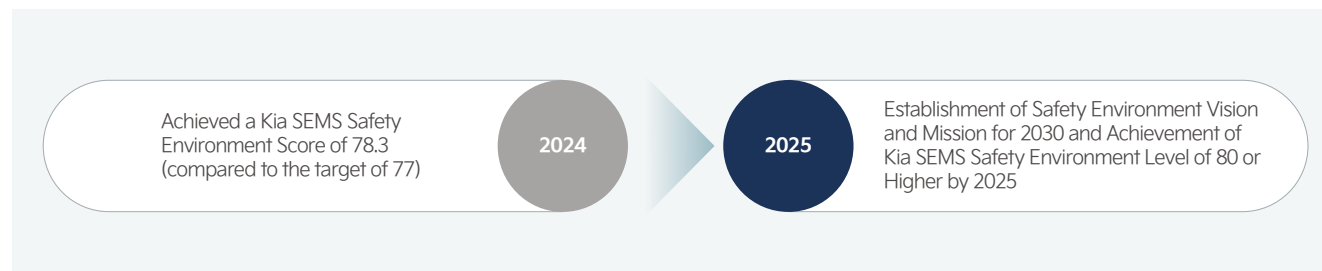 Achieved a Kia SEMS Safety
Environment Score of 78.3
(compared to the target of 77)
2024
2025
Establishment of Safety Environment Vision
and Mission for 2030 and Achievement of
Kia SEMS Safety Environment Level of 80 or
Higher by 2025